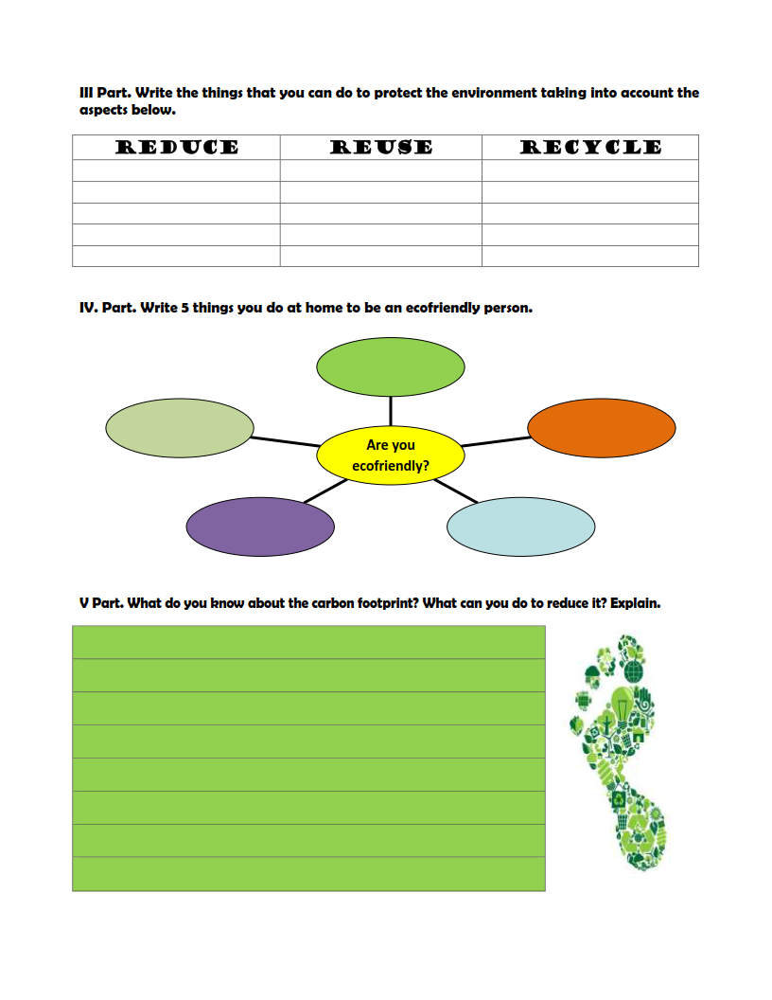 III Part. Write the things that you can do to protect the environment taking into account the
aspects below.
REDUCE REUSE RECYCLE
IV. Part. Write 5 things you do at home to be an ecofriendly person.
Are you
ecofriendly?
V Part. What do you know about the carbon footprint? What can you do to reduce it? Explain.